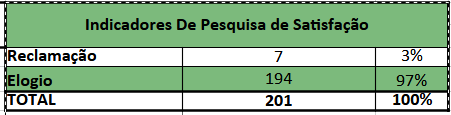 Indicadores De Pesquisa de Satisfação
Reclamação 7 3%
Elogio 194 97%
TOTAL 201 100%